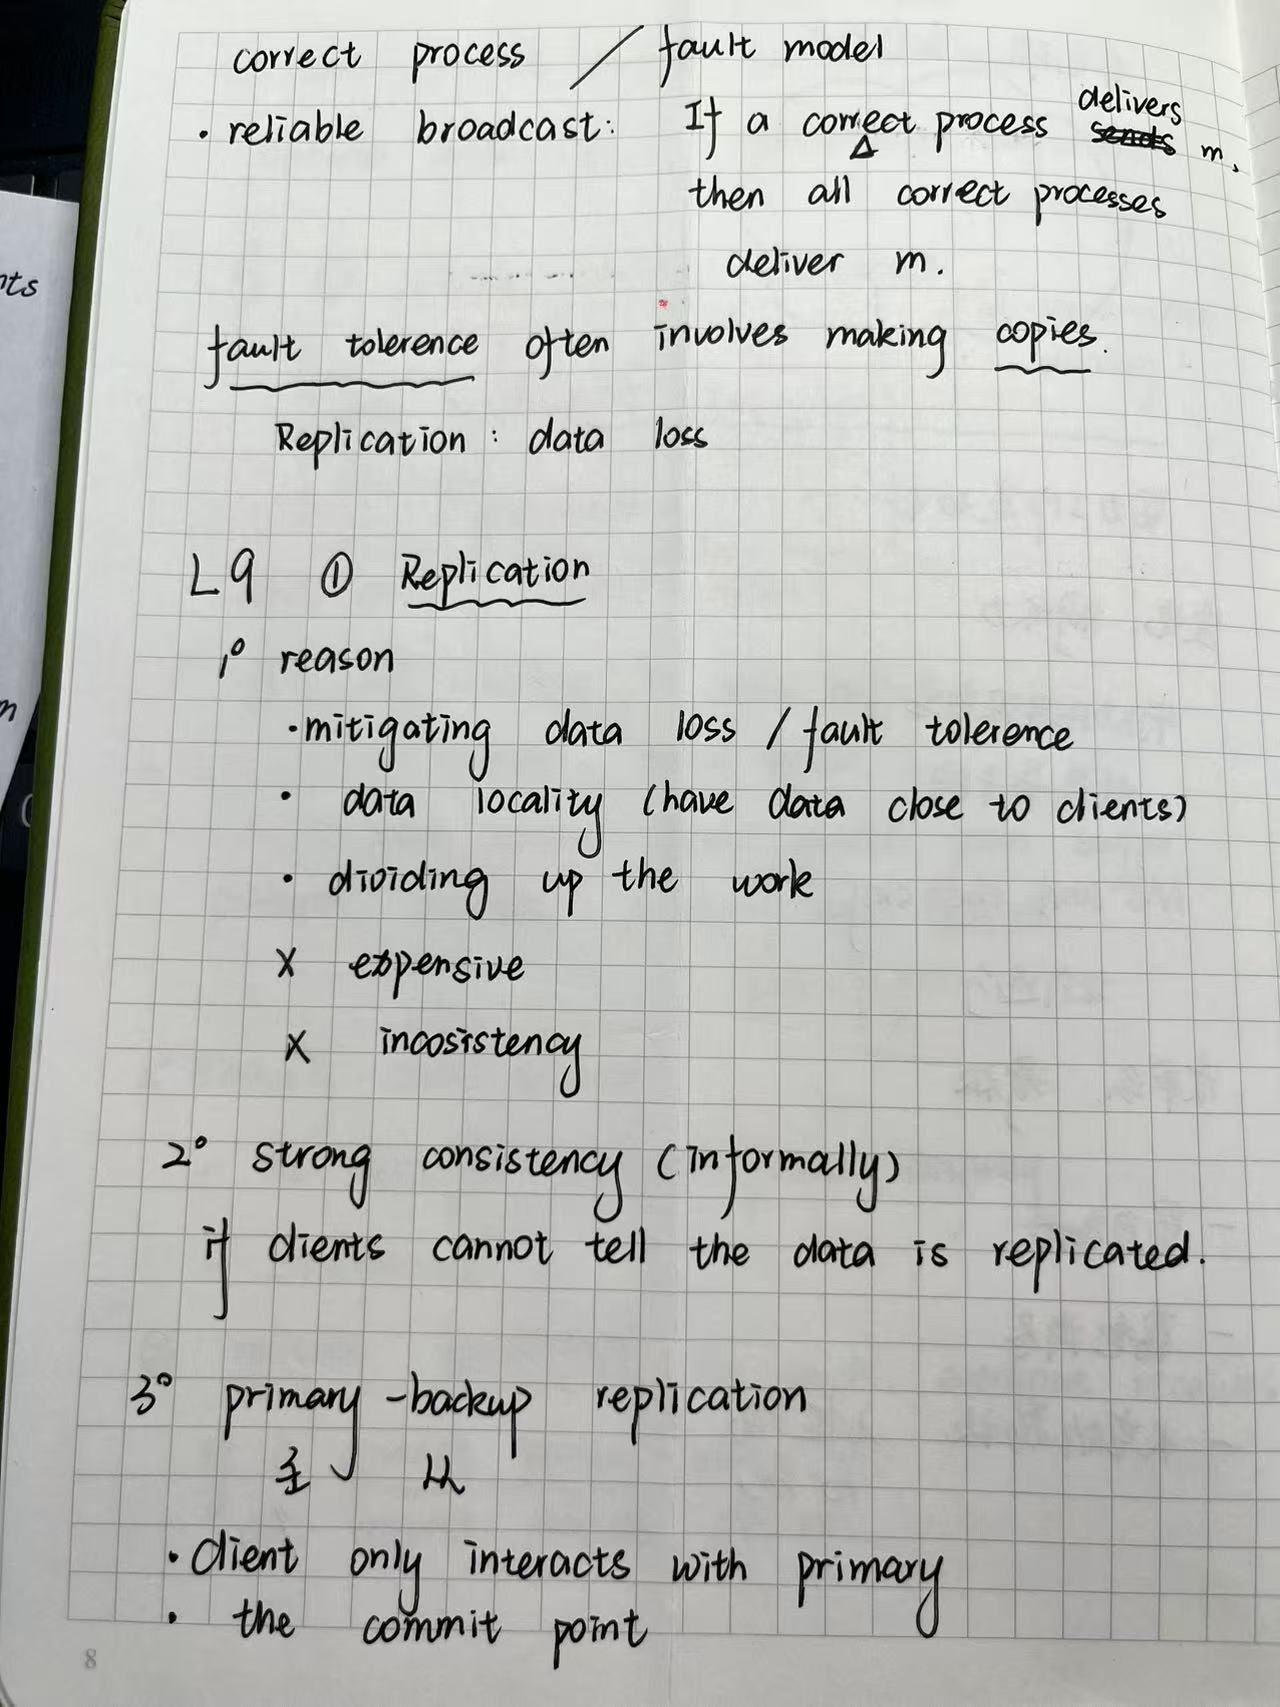 correct process / fault model
· reliable broadcast: If a correct process sends delivers m,
then all correct processes
deliver m.
fault tolerence often involves making copies.
Replication: data loss
L9 ① Replication
1° reason
· mitigating data loss / fault tolerence
· data locality (have data close to clients)
· dividing up the work
X expensive
X incosistency
2° strong consistency (informally)
if clients cannot tell the data is replicated.
3° primary-backup replication
主 从
· Client only interacts with primary
· the commit point
8
nts